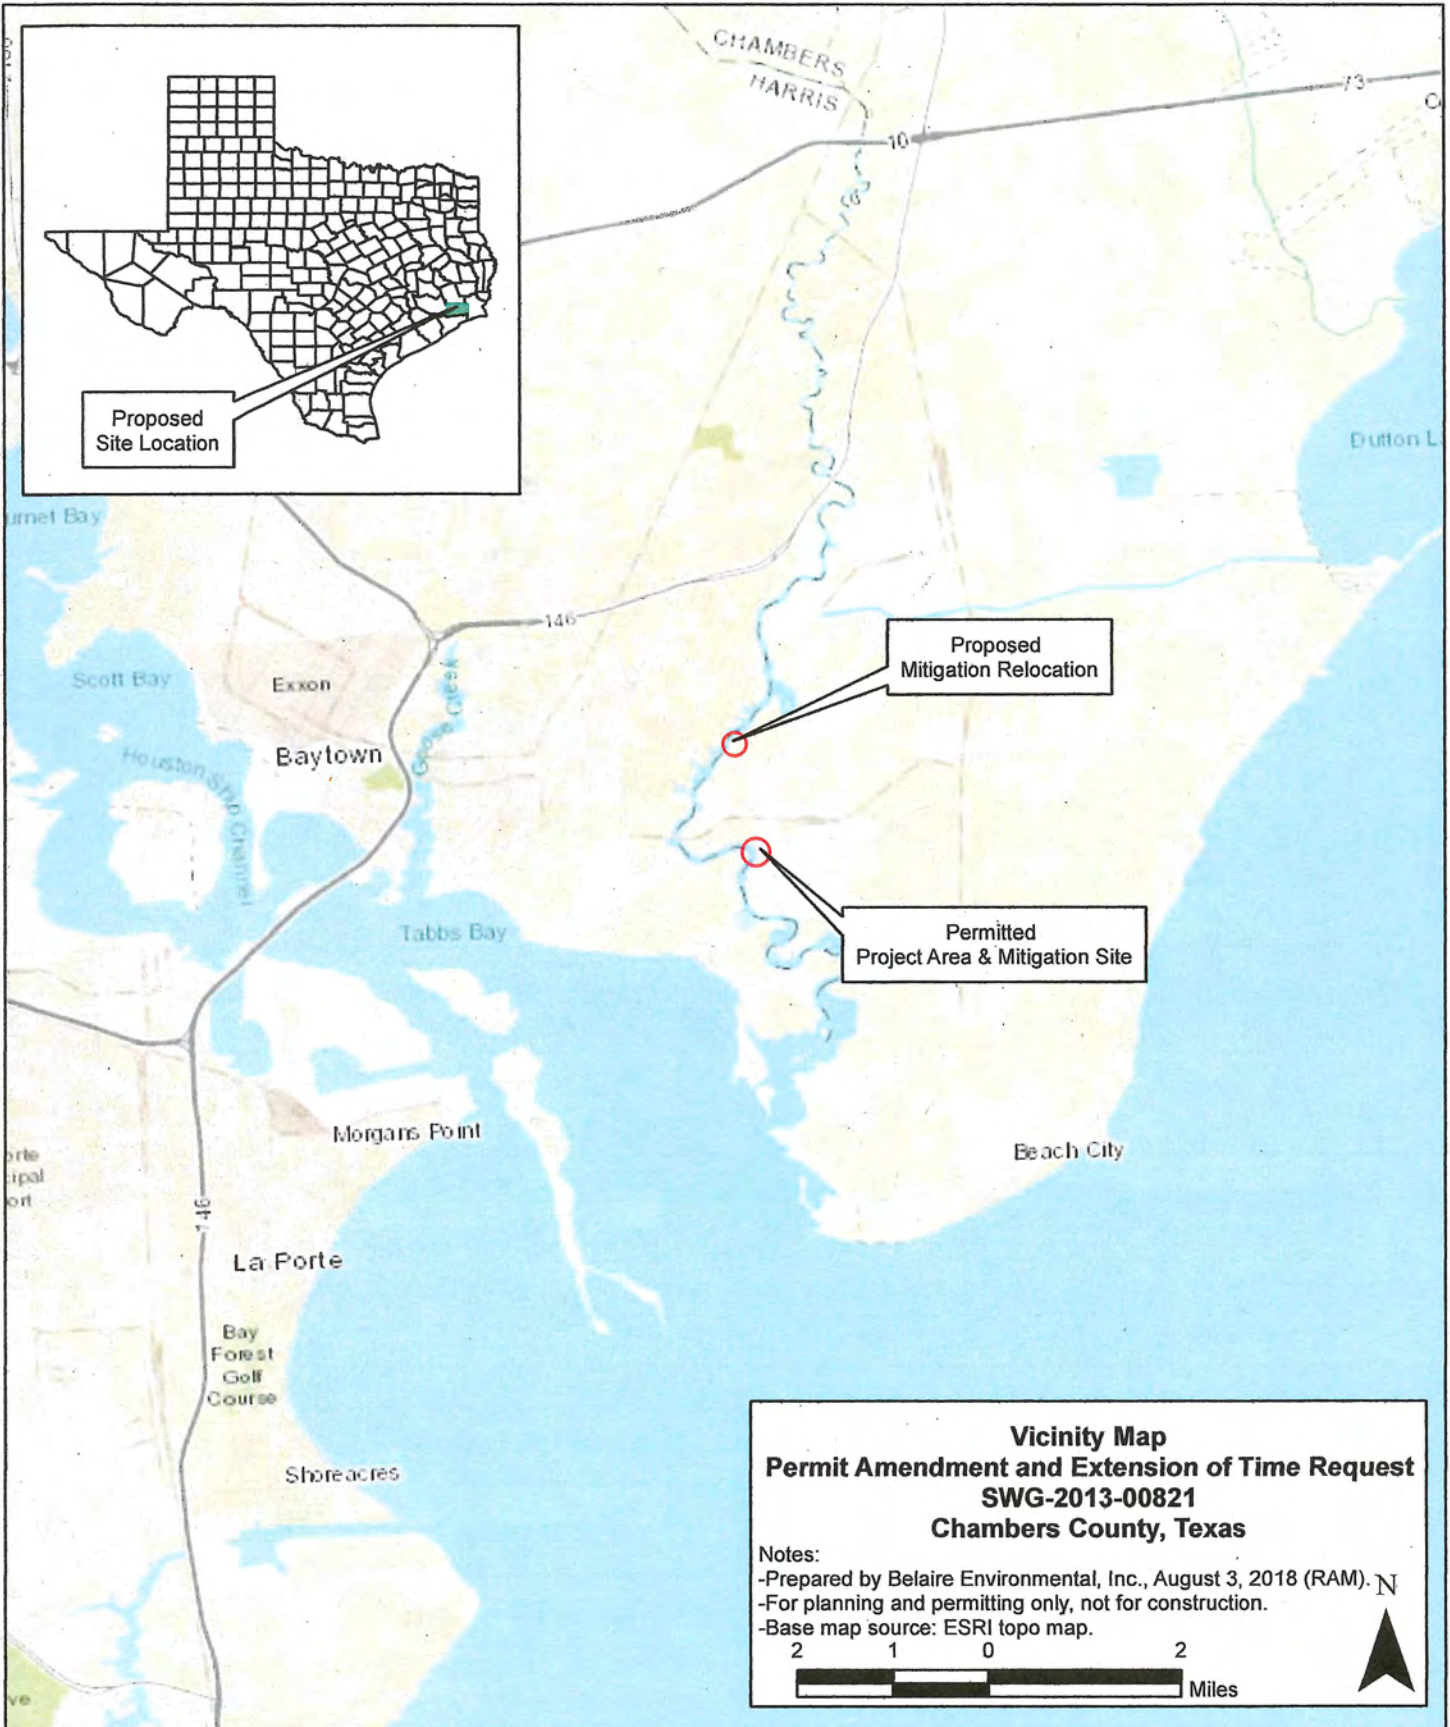 CHAMBERS
HARRIS
73
10
Proposed
Site Location
Dutton
Bay
146
Scott Bay
Exxon
Goose Creek
Baytown
Houston Ship Channel
Proposed
Mitigation Relocation
Permitted
Project Area & Mitigation Site
Tabbs Bay
Morgans Point
Beach City
146
La Porte
Bay
Forest
Golf
Course
Shoreacres
Vicinity Map
Permit Amendment and Extension of Time Request
SWG-2013-00821
Chambers County, Texas
Notes:
-Prepared by Belaire Environmental, Inc., August 3, 2018 (RAM).
N
-For planning and permitting only, not for construction.
-Base map source: ESRI topo map.
2 1 0 2
Miles